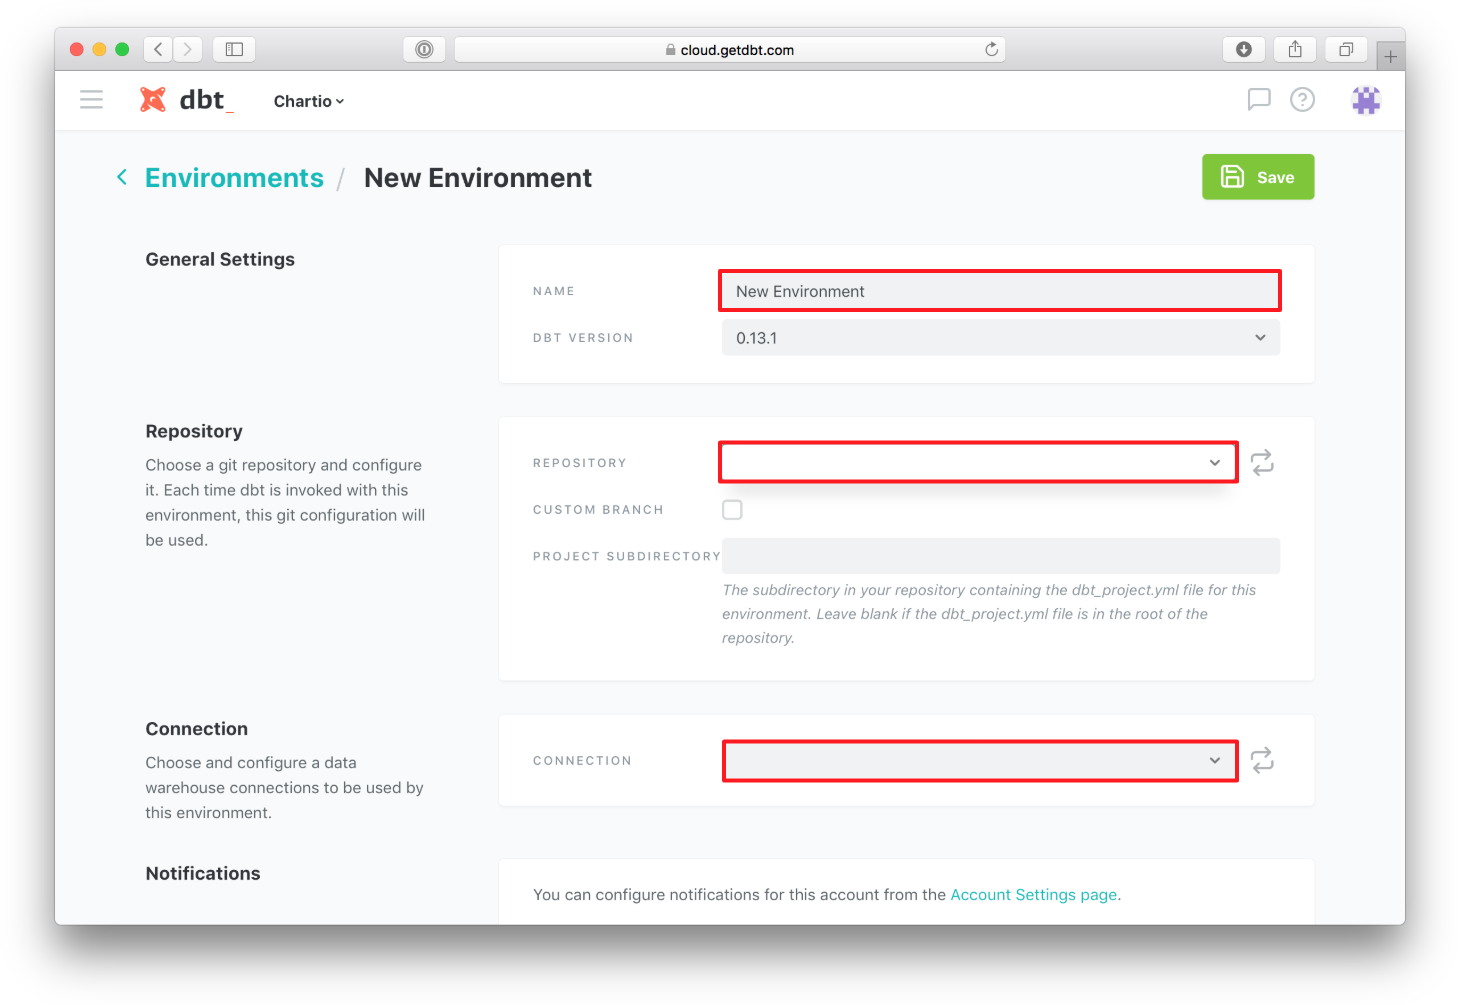 cloud.getdbt.com
dbt_
Chartio
Environments / New Environment
Save
General Settings
NAME
New Environment
DBT VERSION
0.13.1
Repository
Choose a git repository and configure
it. Each time dbt is invoked with this
environment, this git configuration will
be used.
REPOSITORY
CUSTOM BRANCH
PROJECT SUBDIRECTORY
The subdirectory in your repository containing the dbt_project.yml file for this
environment. Leave blank if the dbt_project.yml file is in the root of the
repository.
Connection
Choose and configure a data
warehouse connections to be used by
this environment.
CONNECTION
Notifications
You can configure notifications for this account from the Account Settings page.